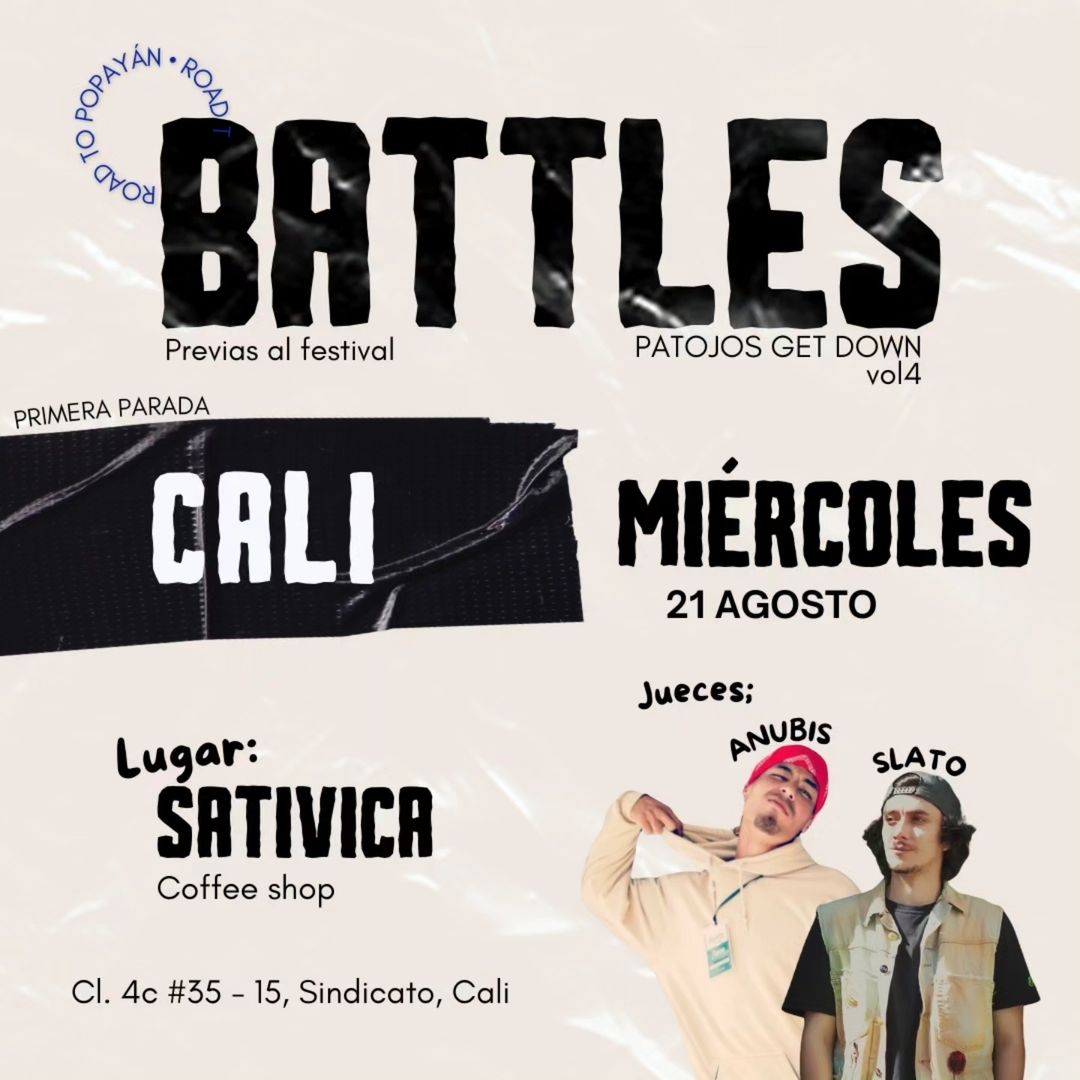 ROAD TO POPAYÁN • ROAD T
BATTLES
Previas al festival
PATOJOS GET DOWN
vol4
PRIMERA PARADA
CALI
MIÉRCOLES
21 AGOSTO
Jueces;
ANUBIS
SLATO
Lugar:
SATIVICA
Coffee shop
Cl. 4c #35 - 15, Sindicato, Cali